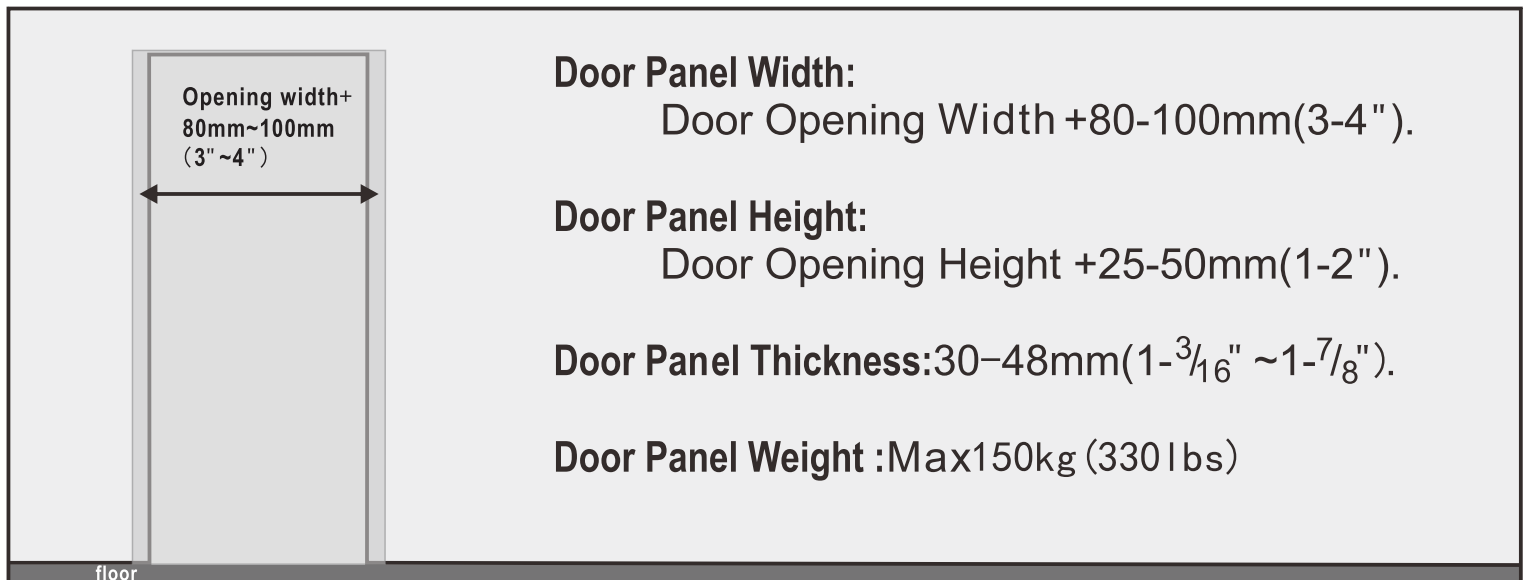 Opening width+
80mm~100mm
(3"~4")
Door Panel Width:
Door Opening Width +80-100mm(3-4").
Door Panel Height:
Door Opening Height +25-50mm(1-2").
Door Panel Thickness:30-48mm(1-3/16" ~1-7/8").
Door Panel Weight :Max150kg(330lbs)
floor